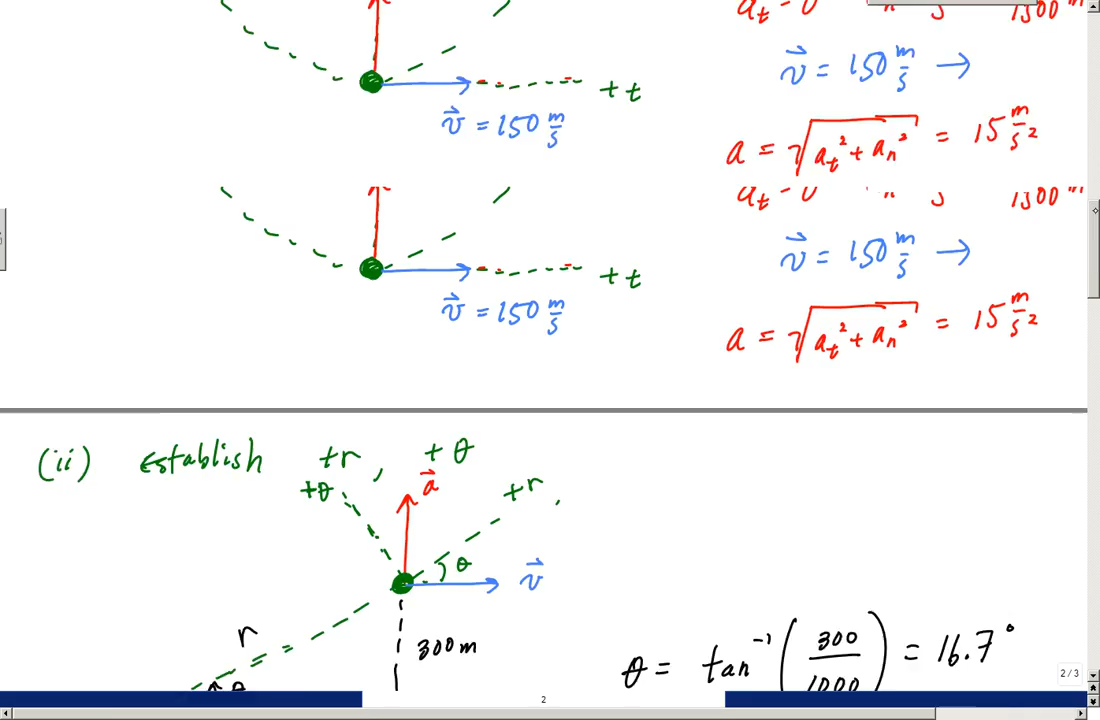 v⃗ = 150 m/s →
+t
v⃗ = 150 m/s
a = √(a_t² + a_n²) = 15 m/s²
v⃗ = 150 m/s →
+t
v⃗ = 150 m/s
a = √(a_t² + a_n²) = 15 m/s²
(ii) establish +r, +θ
+θ a⃗ +r,
θ
v⃗
r
300 m
θ = tan⁻¹(300/1000) = 16.7°
θ
2/3
2